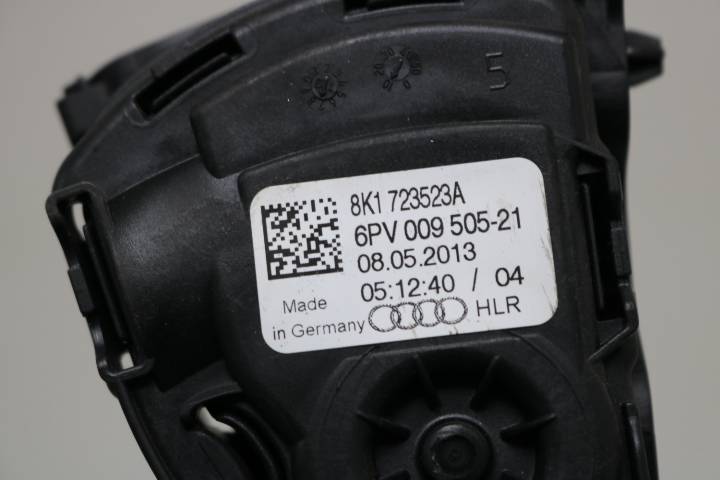 5
8K1 723523A
6PV 009 505-21
08.05.2013
05:12:40 / 04
Made
in Germany HLR